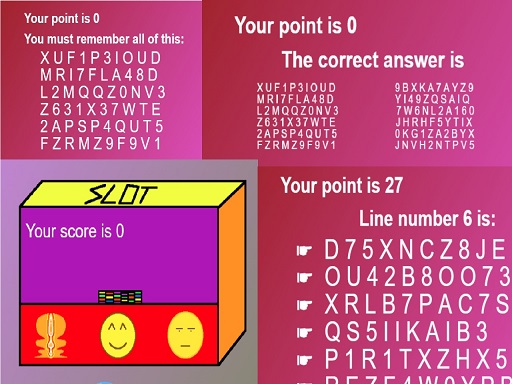 Your point is 0
You must remember all of this:
XUF1P3IOUD
MRI7FLA48D
L2MQQZ0NV3
Z631X37WTE
2APSP4QUT5
FZRMZ9F9V1
Your point is 0
The correct answer is
XUF1P3IOUD 9BXKA7AYZ9
MRI7FLA48D YI49ZQSAIQ
L2MQQZ0NV3 7W6NL2A160
Z631X37WTE JHRHF5YTIX
2APSP4QUT5 0KG1ZA2BYX
FZRMZ9F9V1 JNVH2NTPV5
SLOT
Your score is 0
Your point is 27
Line number 6 is:
D75XNCZ8JE
OU42B8OO73
XRLB7PAC7S
QS5IIKAIB3
P1R1TXZHX5